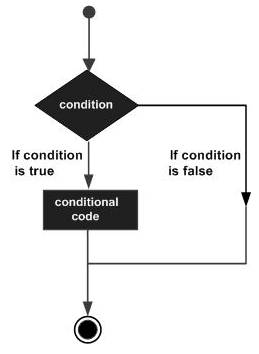 condition
If condition
is true
If condition
is false
conditional
code